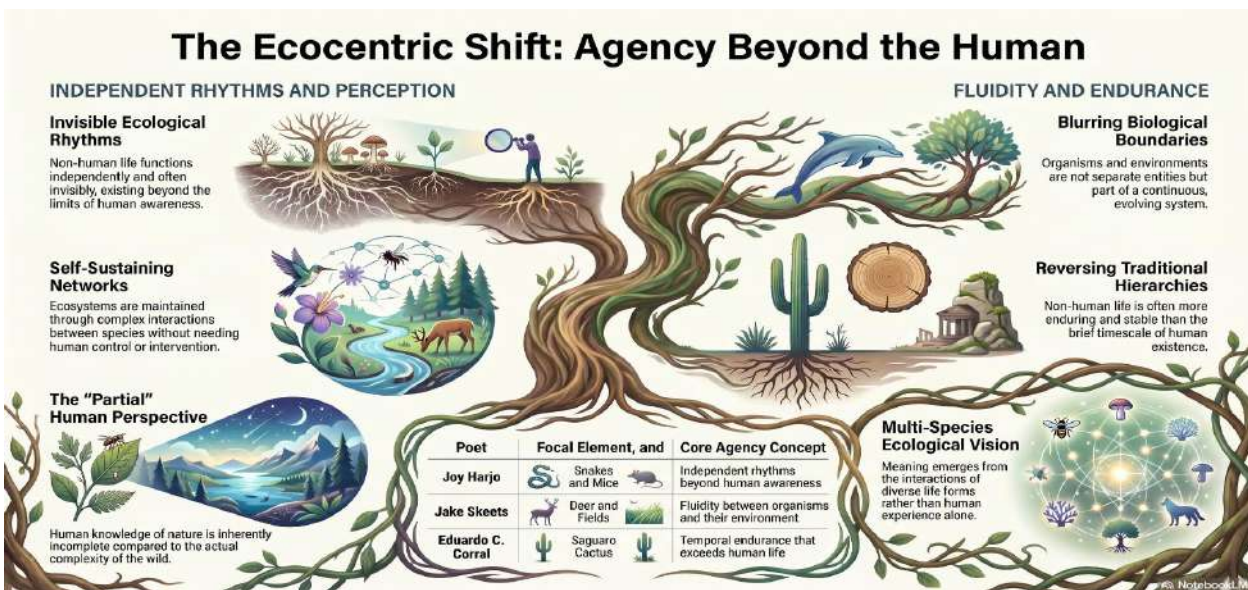 The Ecocentric Shift: Agency Beyond the Human
INDEPENDENT RHYTHMS AND PERCEPTION
Invisible Ecological
Rhythms
Non-human life functions
independently and often
invisibly, existing beyond the
limits of human awareness.
Self-Sustaining
Networks
Ecosystems are maintained
through complex interactions
between species without needing
human control or intervention.
The "Partial"
Human Perspective
Human knowledge of nature is inherently
incomplete compared to the actual
complexity of the wild.
FLUIDITY AND ENDURANCE
Blurring Biological
Boundaries
Organisms and environments
are not separate entities but
part of a continuous,
evolving system.
Reversing Traditional
Hierarchies
Non-human life is often more
enduring and stable than the
brief timescale of human
existence.
Multi-Species
Ecological Vision
Meaning emerges from
the interactions of
diverse life forms
rather than human
experience alone.
Poet Focal Element, and Core Agency Concept
Joy Harjo Snakes and Mice Independent rhythms
beyond human awareness
Jake Skeets Deer and Fields Fluidity between organisms
and their environment
Eduardo C. Corral Saguaro Cactus Temporal endurance that
exceeds human life
NotebookLM